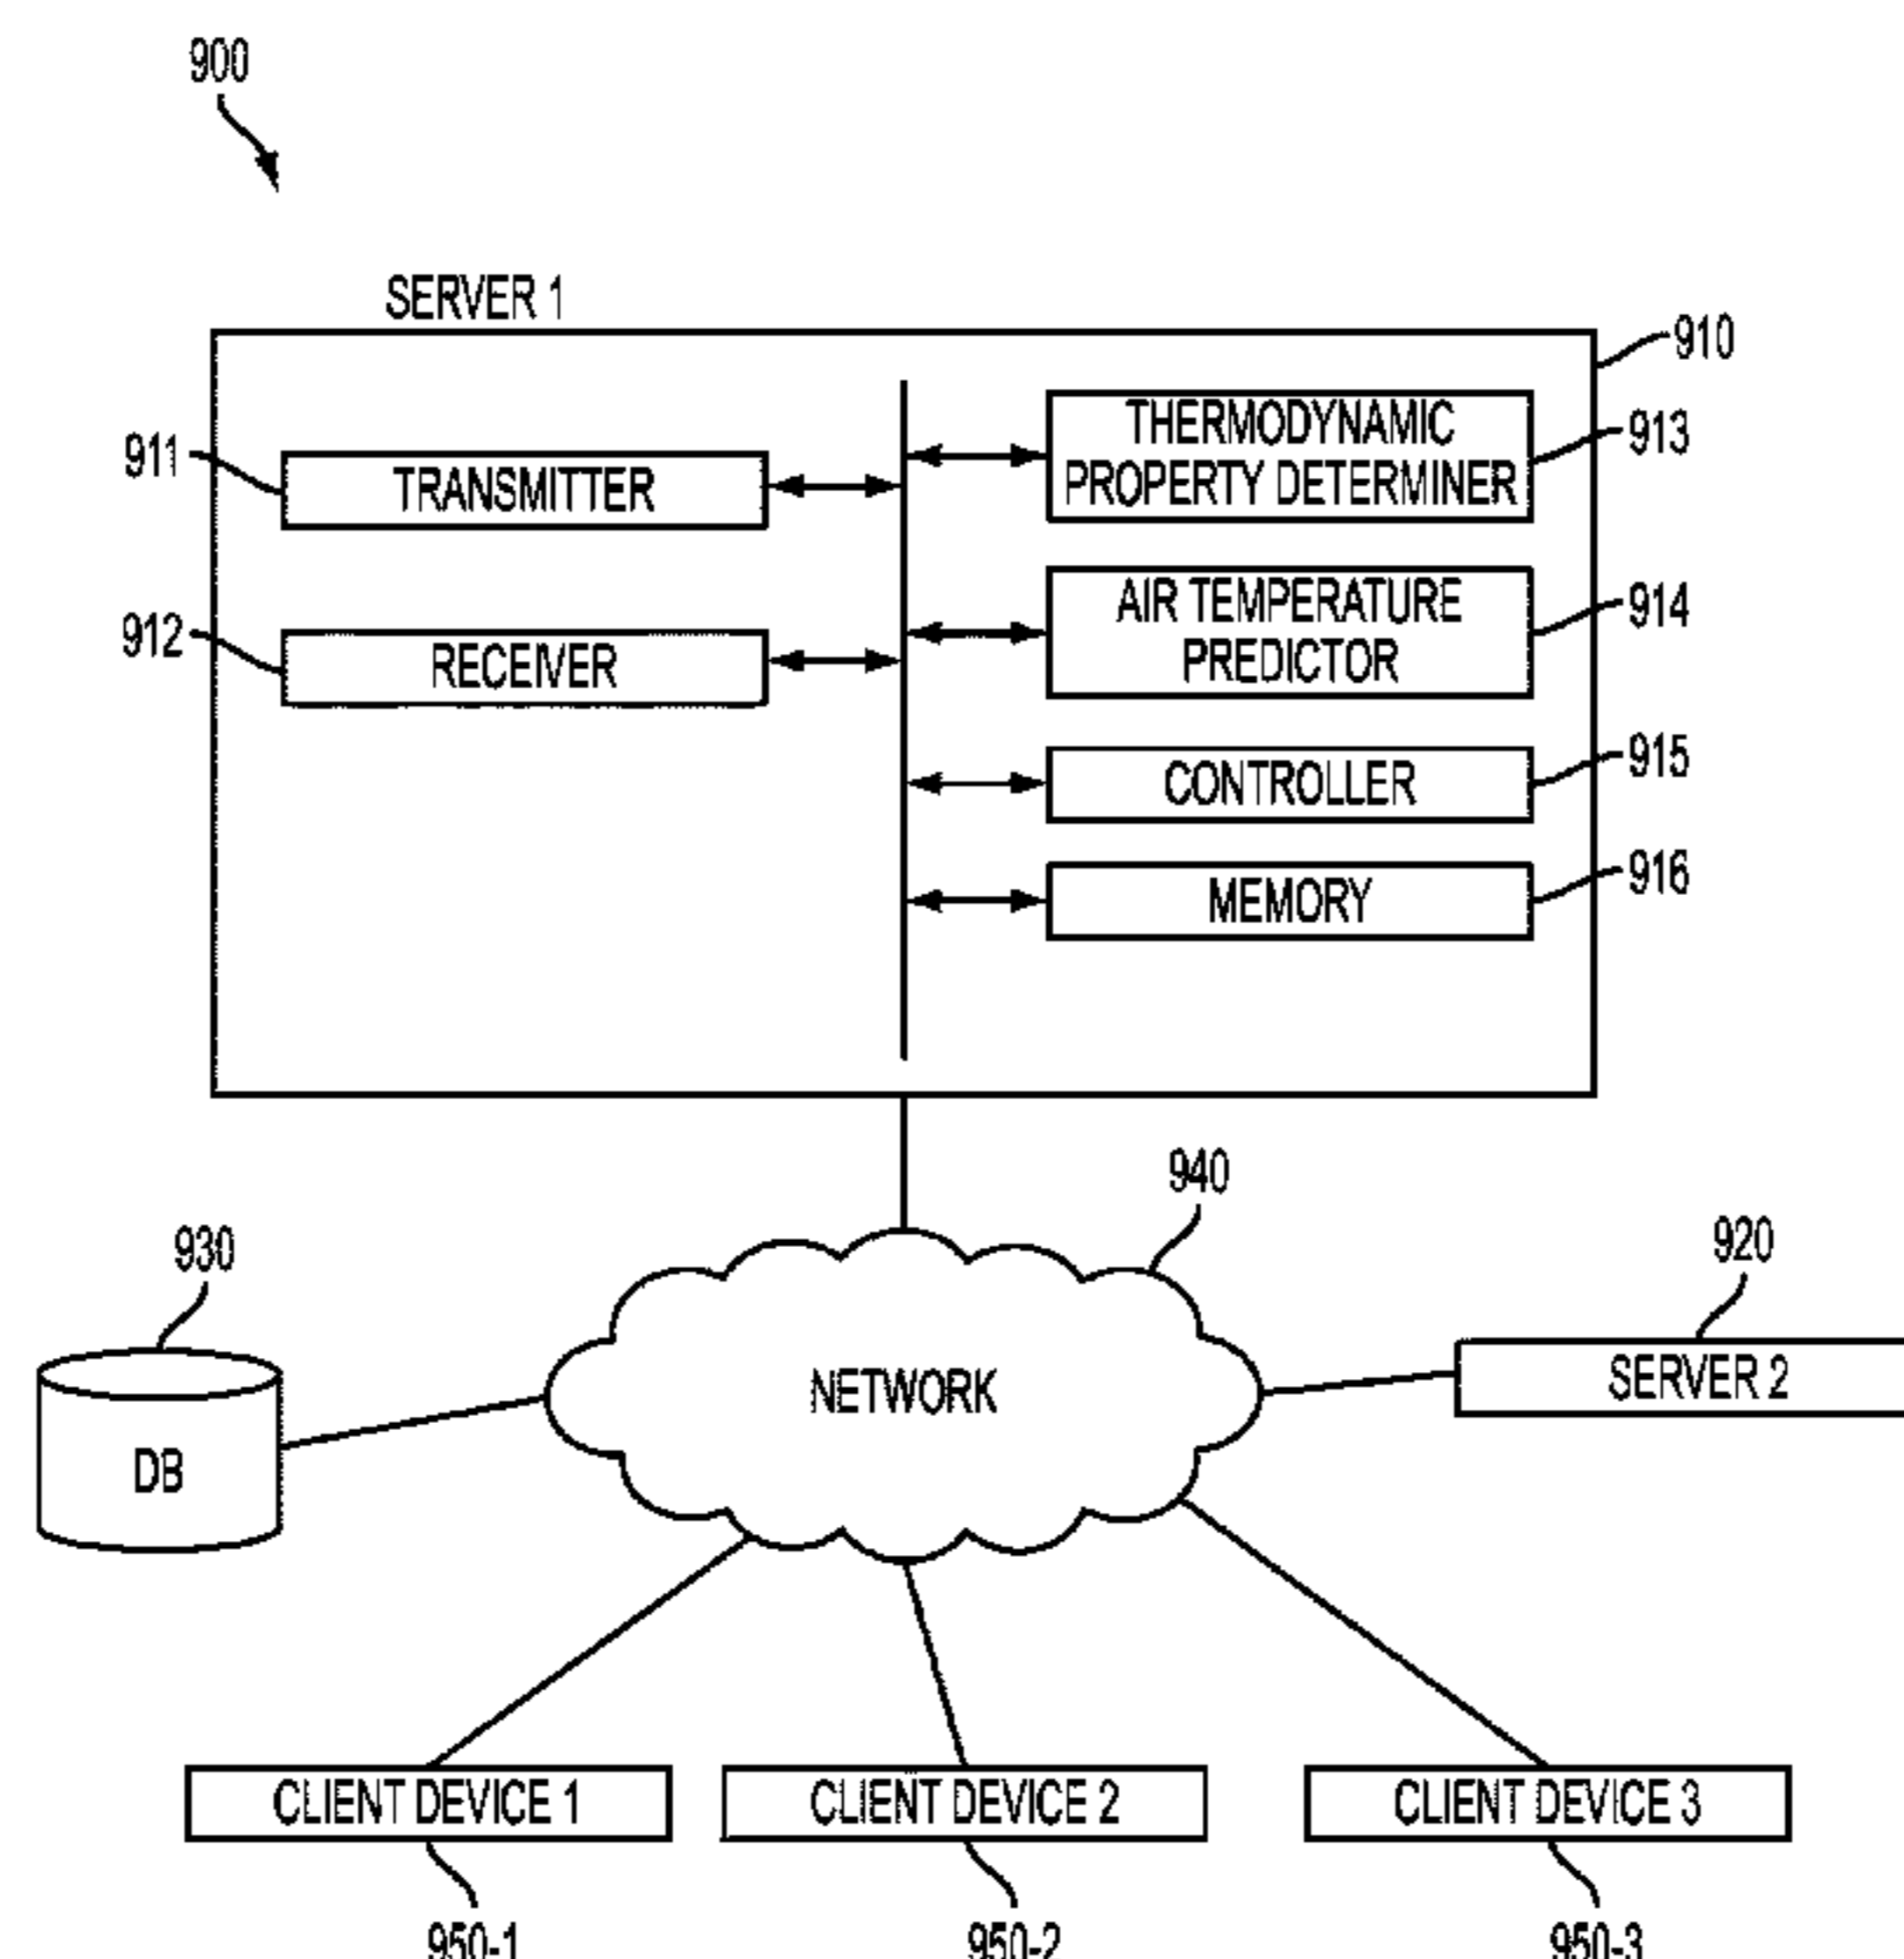 900
SERVER 1
910
911
TRANSMITTER
THERMODYNAMIC
PROPERTY DETERMINER
913
912
RECEIVER
AIR TEMPERATURE
PREDICTOR
914
CONTROLLER
915
MEMORY
916
940
930
920
DB
NETWORK
SERVER 2
CLIENT DEVICE 1
CLIENT DEVICE 2
CLIENT DEVICE 3
950-1
950-2
950-3